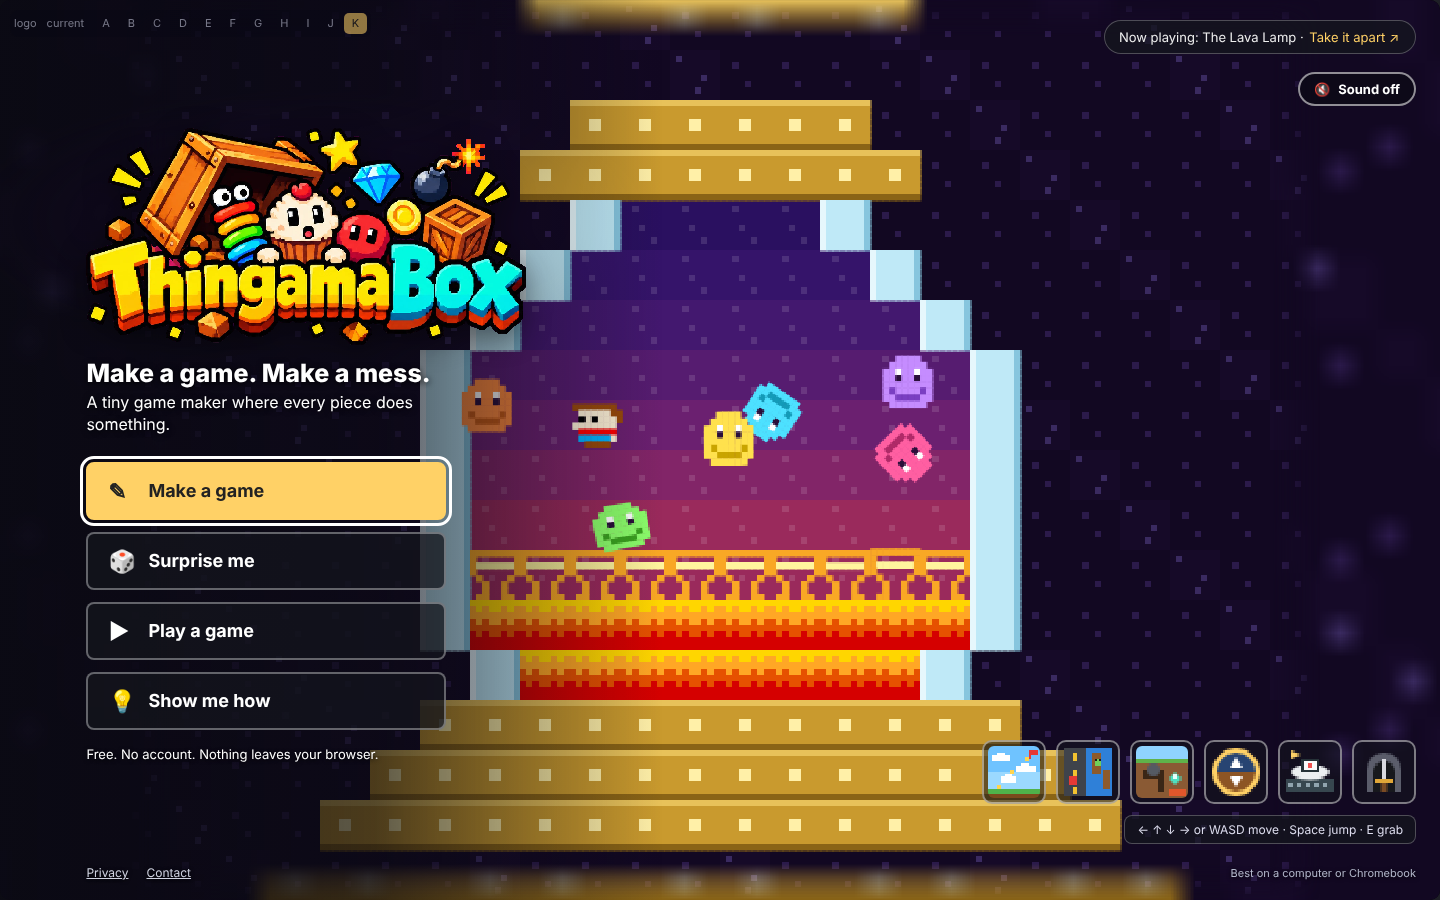 logo current A B C D E F G H I J K
Now playing: The Lava Lamp · Take it apart ↗
Sound off
ThingamaBox
Make a game. Make a mess.
A tiny game maker where every piece does
something.
Make a game
Surprise me
Play a game
Show me how
Free. No account. Nothing leaves your browser.
← ↑ ↓ → or WASD move · Space jump · E grab
Privacy Contact
Best on a computer or Chromebook